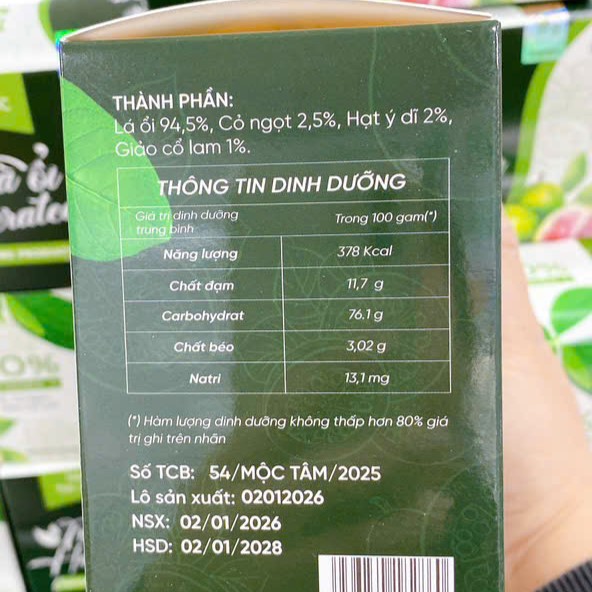 THÀNH PHẦN:
Lá ổi 94,5%, Cỏ ngọt 2,5%, Hạt ý dĩ 2%,
Giảo cổ lam 1%.
THÔNG TIN DINH DƯỠNG
Giá trị dinh dưỡng trung bình Trong 100 gam(*)
Năng lượng 378 Kcal
Chất đạm 11,7 g
Carbohydrat 76.1 g
Chất béo 3,02 g
Natri 13,1 mg
(*) Hàm lượng dinh dưỡng không thấp hơn 80% giá
trị ghi trên nhãn
Số TCB: 54/MỘC TÂM/2025
Lô sản xuất: 02012026
NSX: 02/01/2026
HSD: 02/01/2028